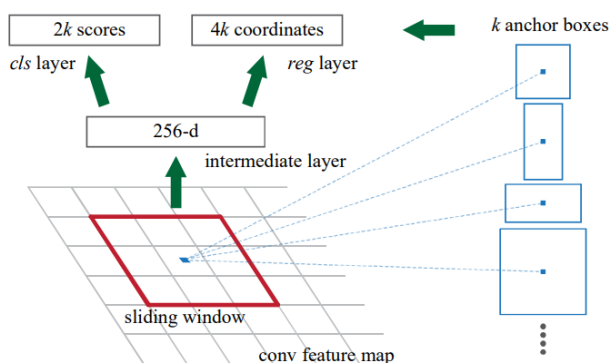 2k scores
4k coordinates
k anchor boxes
cls layer
reg layer
256-d
intermediate layer
sliding window
conv feature map